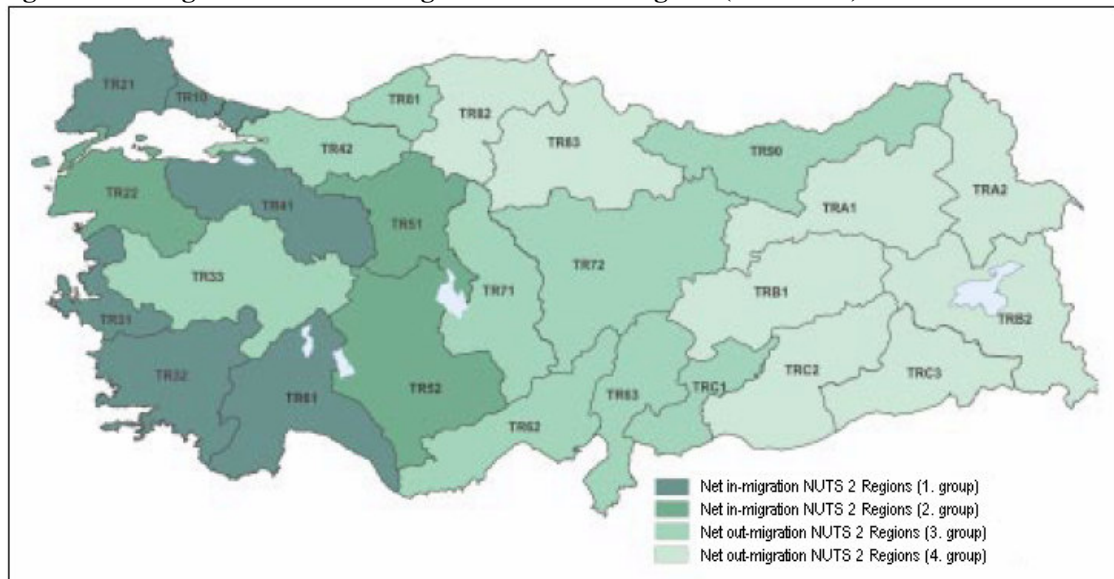 TR21
TR10
TR81
TR82
TR83
TR42
TR90
TRA2
TR22
TR41
TR51
TRA1
TR33
TR72
TR71
TRB1
TRB2
TR31
TR32
TR61
TR52
TRC2
TRC3
TRC1
TR63
TR62
Net in-migration NUTS 2 Regions (1. group)
Net in-migration NUTS 2 Regions (2. group)
Net out-migration NUTS 2 Regions (3. group)
Net out-migration NUTS 2 Regions (4. group)